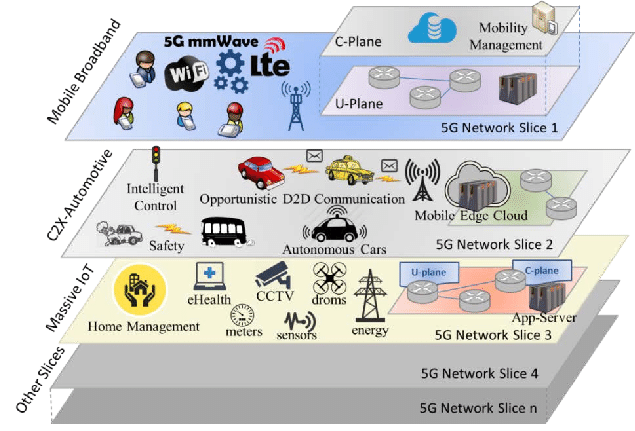 Mobile Broadband
5G mmWave
WiFi
Lte
C-Plane
Mobility
Management
U-Plane
5G Network Slice 1
C2X-Automotive
Intelligent
Control
Opportunistic D2D Communication
Safety
Autonomous Cars
Mobile Edge Cloud
5G Network Slice 2
Massive IoT
Home Management
eHealth
CCTV
droms
meters
sensors
energy
U-plane
C-plane
App-Server
5G Network Slice 3
Other Slices
5G Network Slice 4
5G Network Slice n